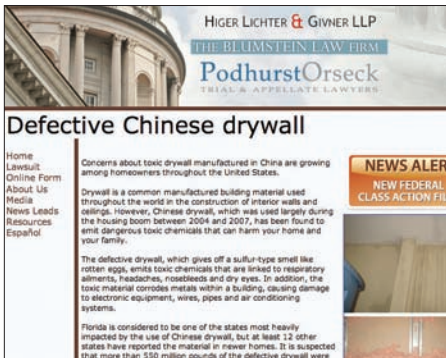 HIGER LICHTER & GIVNER LLP
THE BLUMSTEIN LAW FIRM
PodhurstOrseck
TRIAL & APPELLATE LAWYERS
Defective Chinese drywall
Home
Lawsuit
Online Form
About Us
Media
News Leads
Resources
Español
Concerns about toxic drywall manufactured in China are growing
among homeowners throughout the United States.
Drywall is a common manufactured building material used
throughout the world in the construction of interior walls and
ceilings. However, Chinese drywall, which was used largely during
the housing boom between 2004 and 2007, has been found to
emit dangerous toxic chemicals that can harm your home and
your family.
The defective drywall, which gives off a sulfur-type smell like
rotten eggs, emits toxic chemicals that are linked to respiratory
ailments, headaches, nosebleeds and dry eyes. In addition, the
toxic material corrodes metals within a building, causing damage
to electronic equipment, wires, pipes and air conditioning
systems.
Florida is considered to be one of the states most heavily
impacted by the use of Chinese drywall, but at least 12 other
states have reported the material in newer homes. It is suspected
that more than 550 million pounds of the defective drywall were
NEWS ALER
NEW FEDERAL
CLASS ACTION FIL